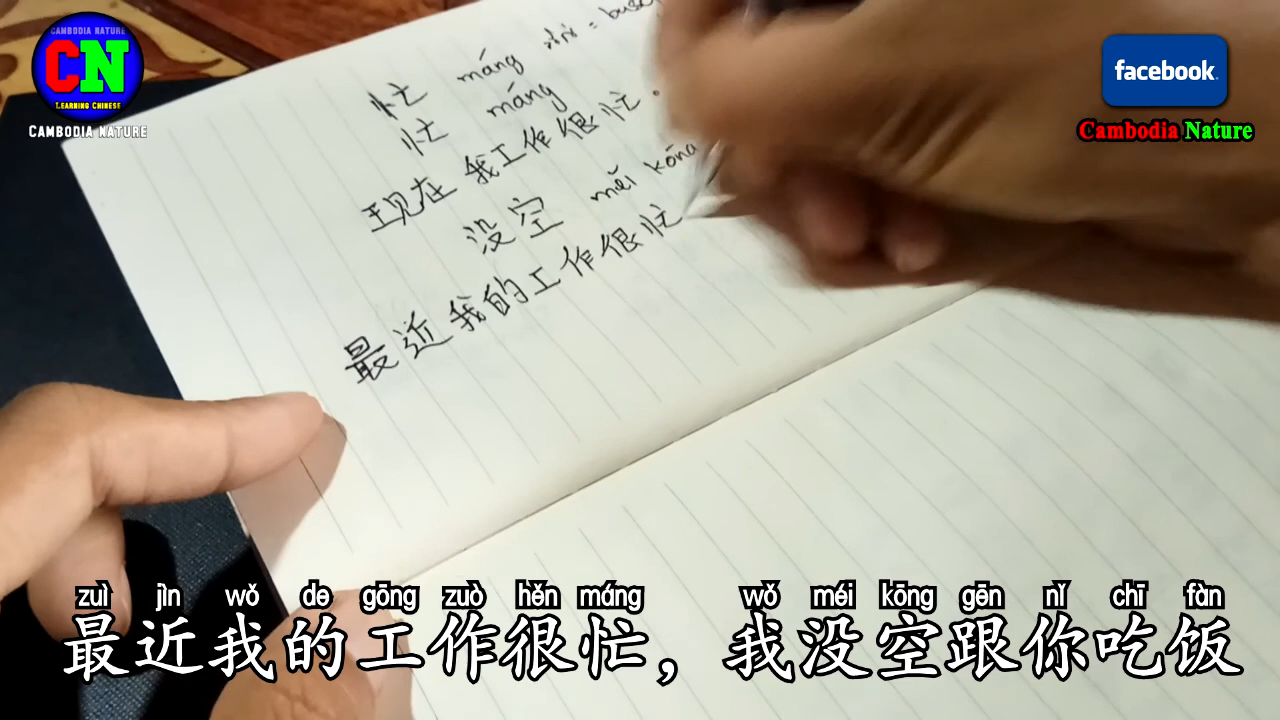 CAMBODIA NATURE
CN
LEARNING CHINESE
CAMBODIA NATURE
facebook
Cambodia Nature
忙 máng
忙 máng
现在 我工作很忙。
没空 méi kōng
最近我的工作很忙
zuì jìn wǒ de gōng zuò hěn máng wǒ méi kōng gēn nǐ chī fàn
最近我的工作很忙，我没空跟你吃饭